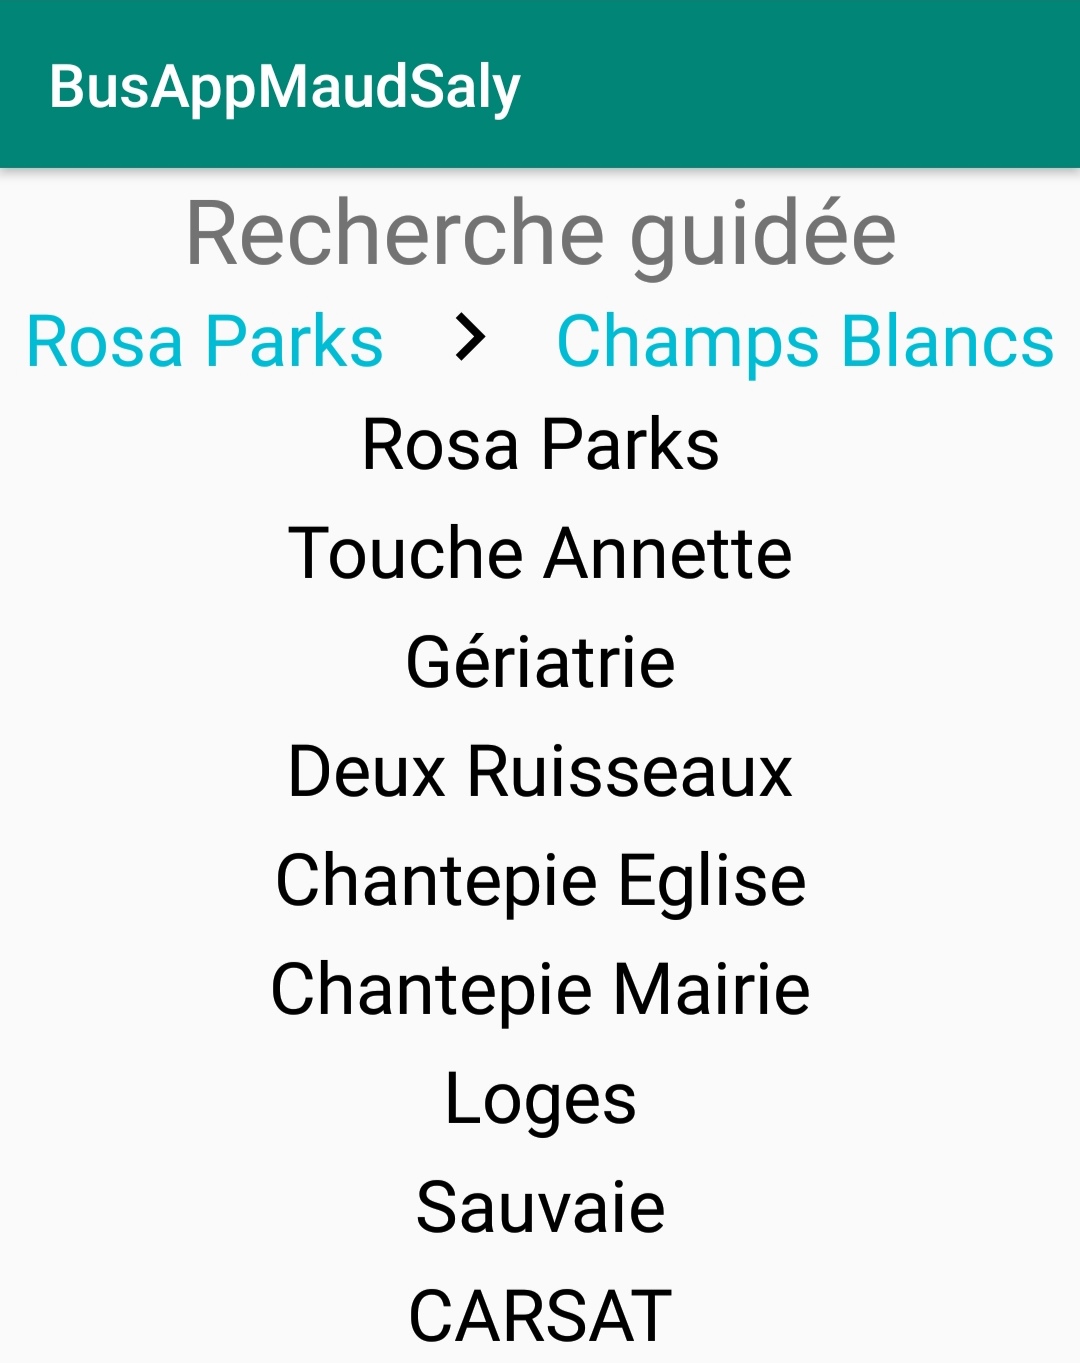 BusAppMaudSaly
Recherche guidée
Rosa Parks > Champs Blancs
Rosa Parks
Touche Annette
Gériatrie
Deux Ruisseaux
Chantepie Eglise
Chantepie Mairie
Loges
Sauvaie
CARSAT